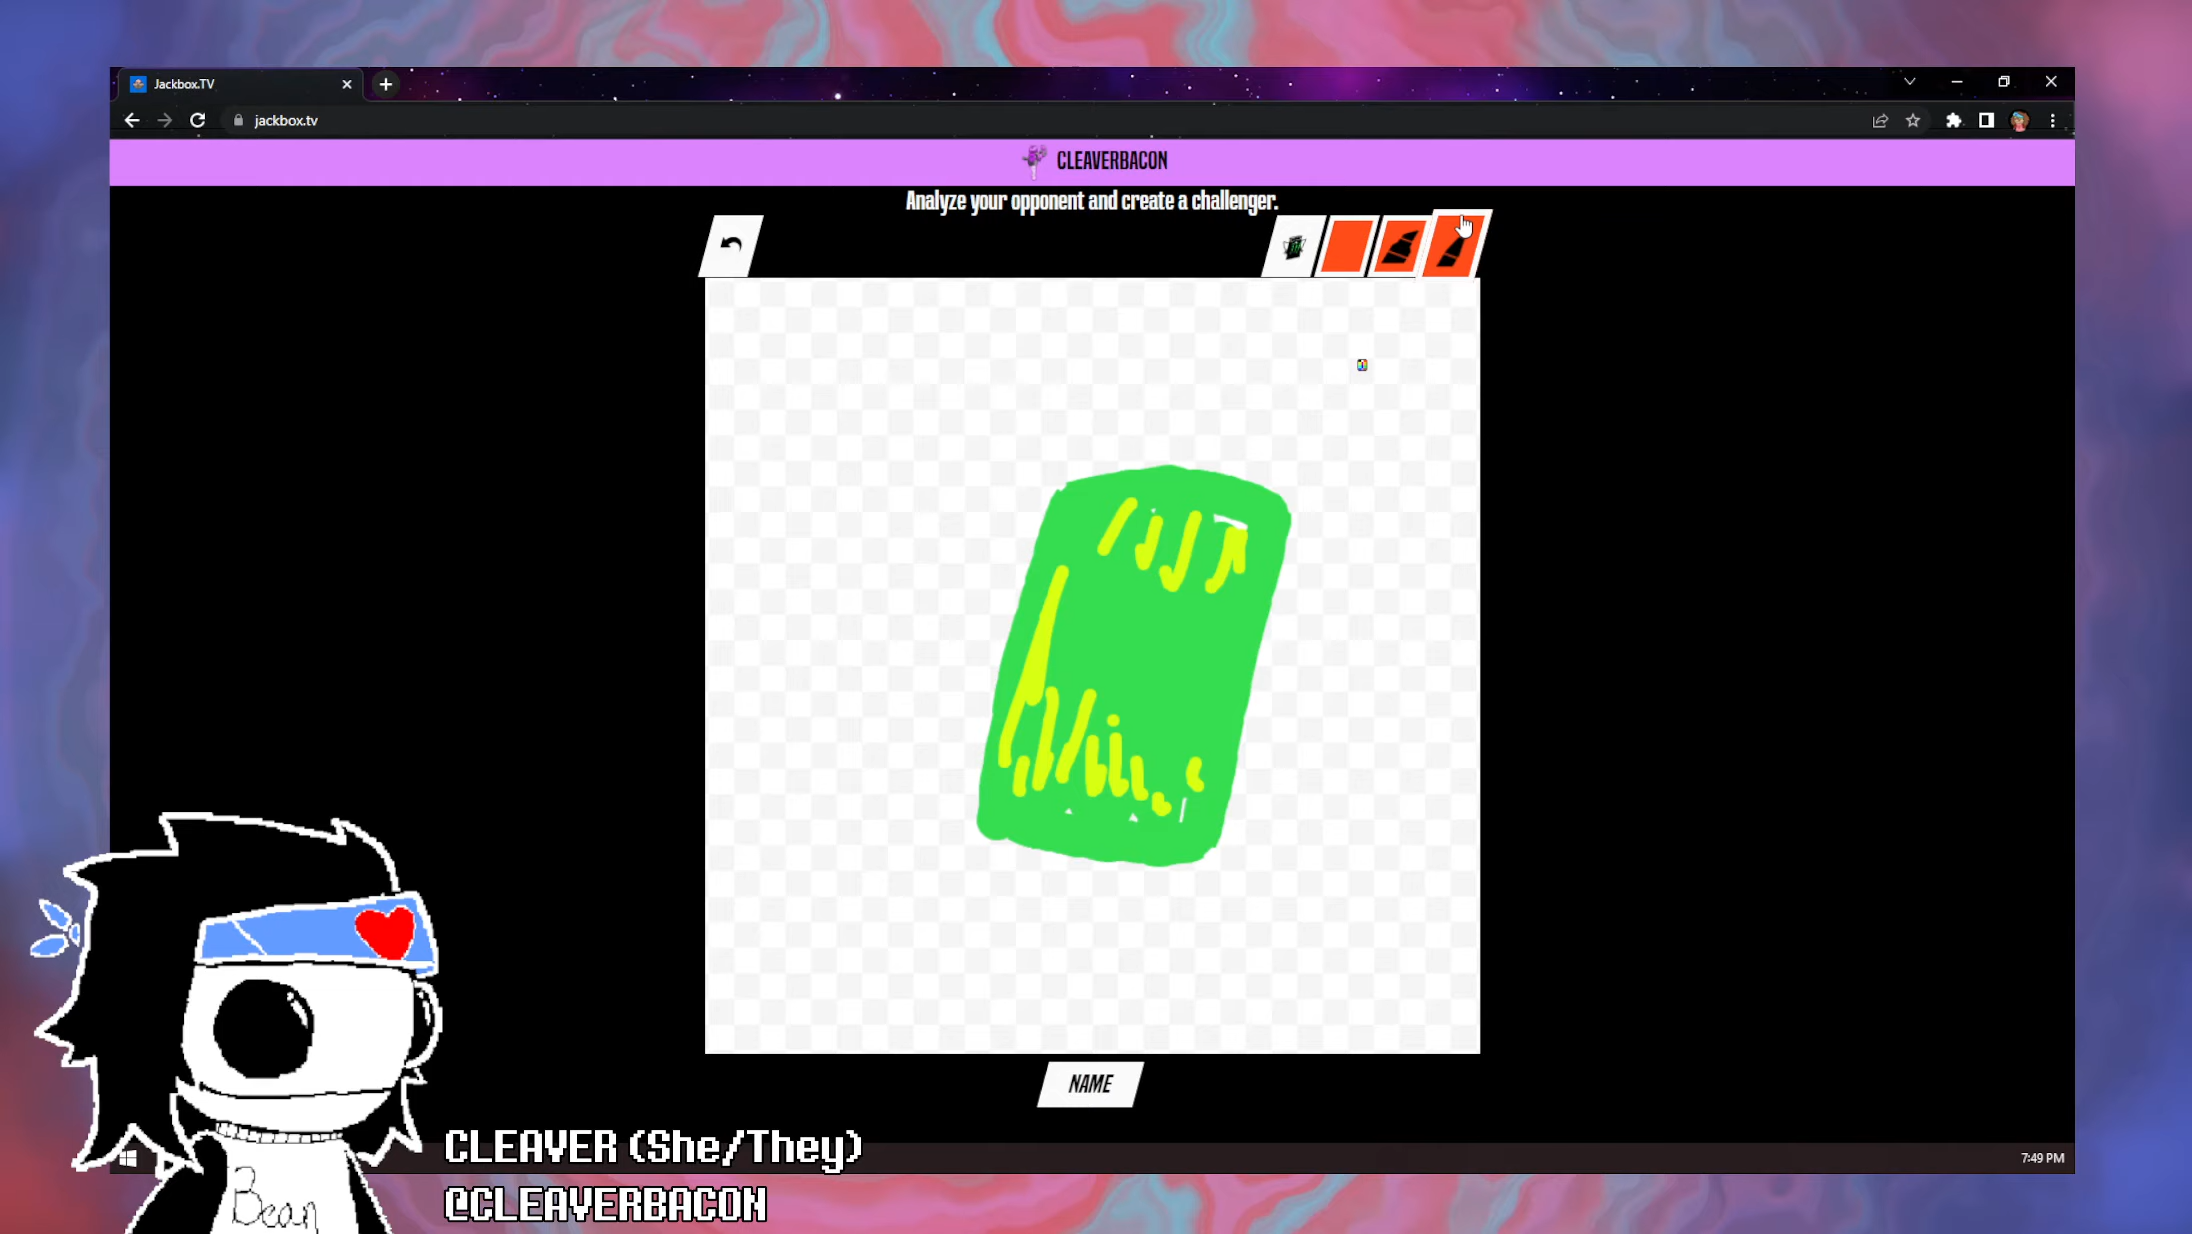 Jackbox.TV
jackbox.tv
CLEAVERBACON
Analyze your opponent and create a challenger.
NAME
CLEAVER (She/They)
@CLEAVERBACON
Bean
7:49 PM